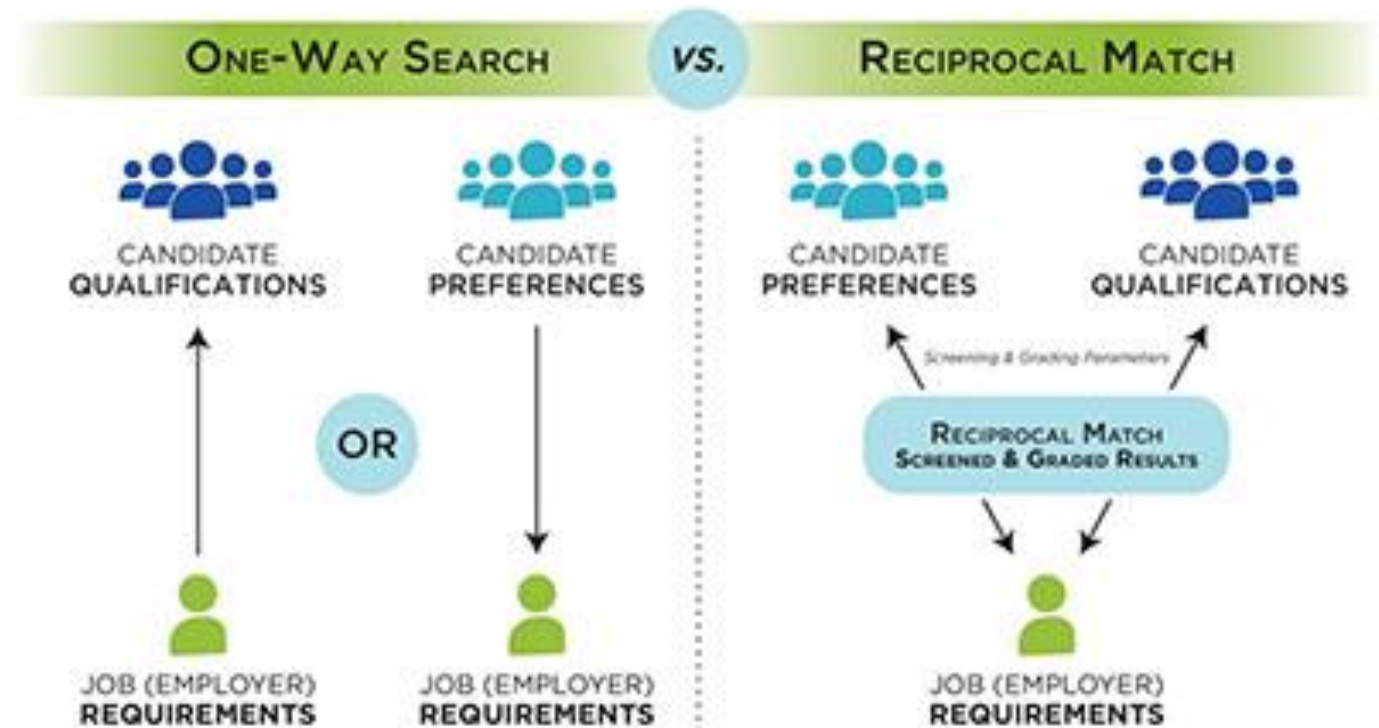 ONE-WAY SEARCH
VS.
RECIPROCAL MATCH
CANDIDATE
QUALIFICATIONS
CANDIDATE
PREFERENCES
OR
JOB (EMPLOYER)
REQUIREMENTS
JOB (EMPLOYER)
REQUIREMENTS
CANDIDATE
PREFERENCES
CANDIDATE
QUALIFICATIONS
Screening & Grading Parameters
RECIPROCAL MATCH
SCREENED & GRADED RESULTS
JOB (EMPLOYER)
REQUIREMENTS